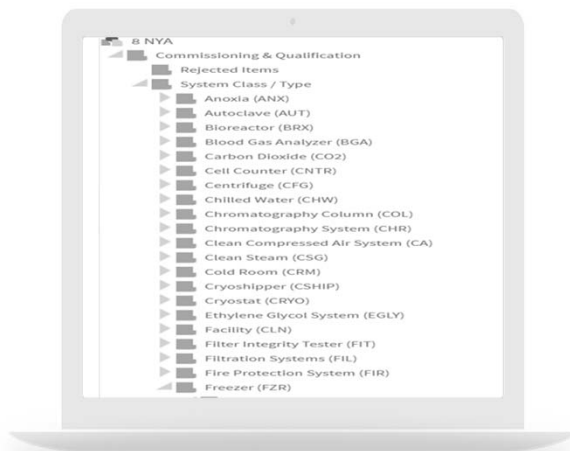 8 NYA
Commissioning & Qualification
Rejected Items
System Class / Type
Anoxia (ANX)
Autoclave (AUT)
Bioreactor (BRX)
Blood Gas Analyzer (BGA)
Carbon Dioxide (CO2)
Cell Counter (CNTR)
Centrifuge (CFG)
Chilled Water (CHW)
Chromatography Column (COL)
Chromatography System (CHR)
Clean Compressed Air System (CA)
Clean Steam (CSG)
Cold Room (CRM)
Cryoshipper (CSHIP)
Cryostat (CRYO)
Ethylene Glycol System (EGLY)
Facility (CLN)
Filter Integrity Tester (FIT)
Filtration Systems (FIL)
Fire Protection System (FIR)
Freezer (FZR)